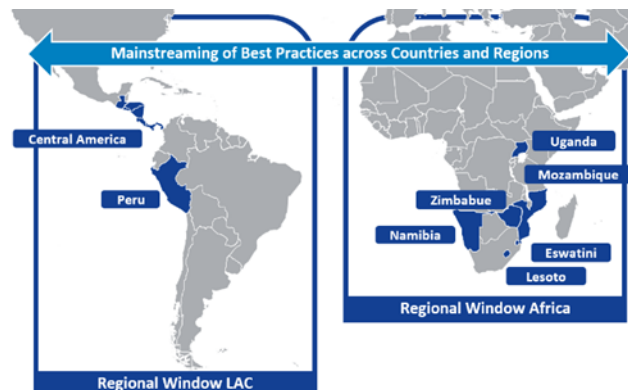 Mainstreaming of Best Practices across Countries and Regions
Central America
Peru
Uganda
Mozambique
Zimbabue
Namibia
Eswatini
Lesoto
Regional Window Africa
Regional Window LAC